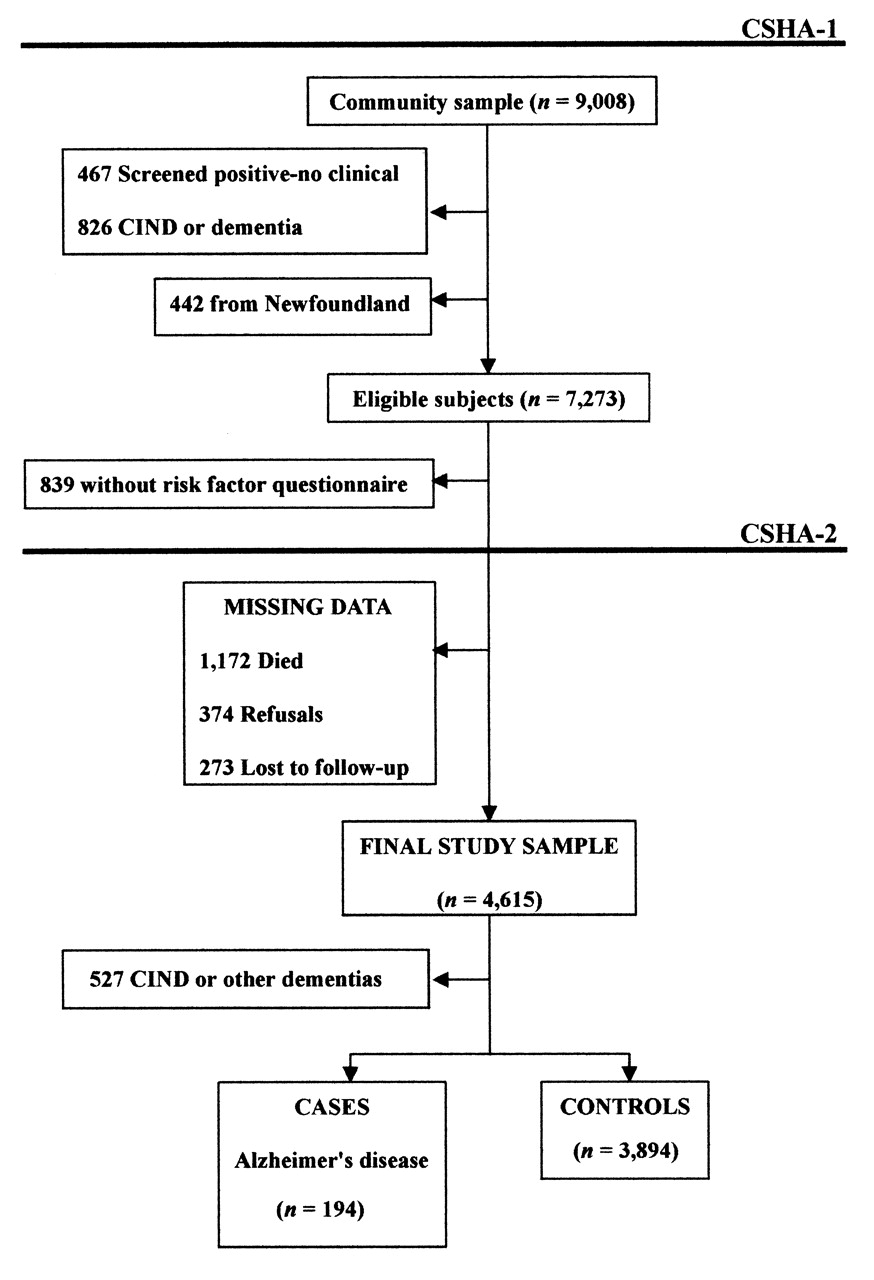 CSHA-1
Community sample (n = 9,008)
467 Screened positive-no clinical
826 CIND or dementia
442 from Newfoundland
Eligible subjects (n = 7,273)
839 without risk factor questionnaire
CSHA-2
MISSING DATA
1,172 Died
374 Refusals
273 Lost to follow-up
FINAL STUDY SAMPLE
(n = 4,615)
527 CIND or other dementias
CASES
Alzheimer's disease
(n = 194)
CONTROLS
(n = 3,894)